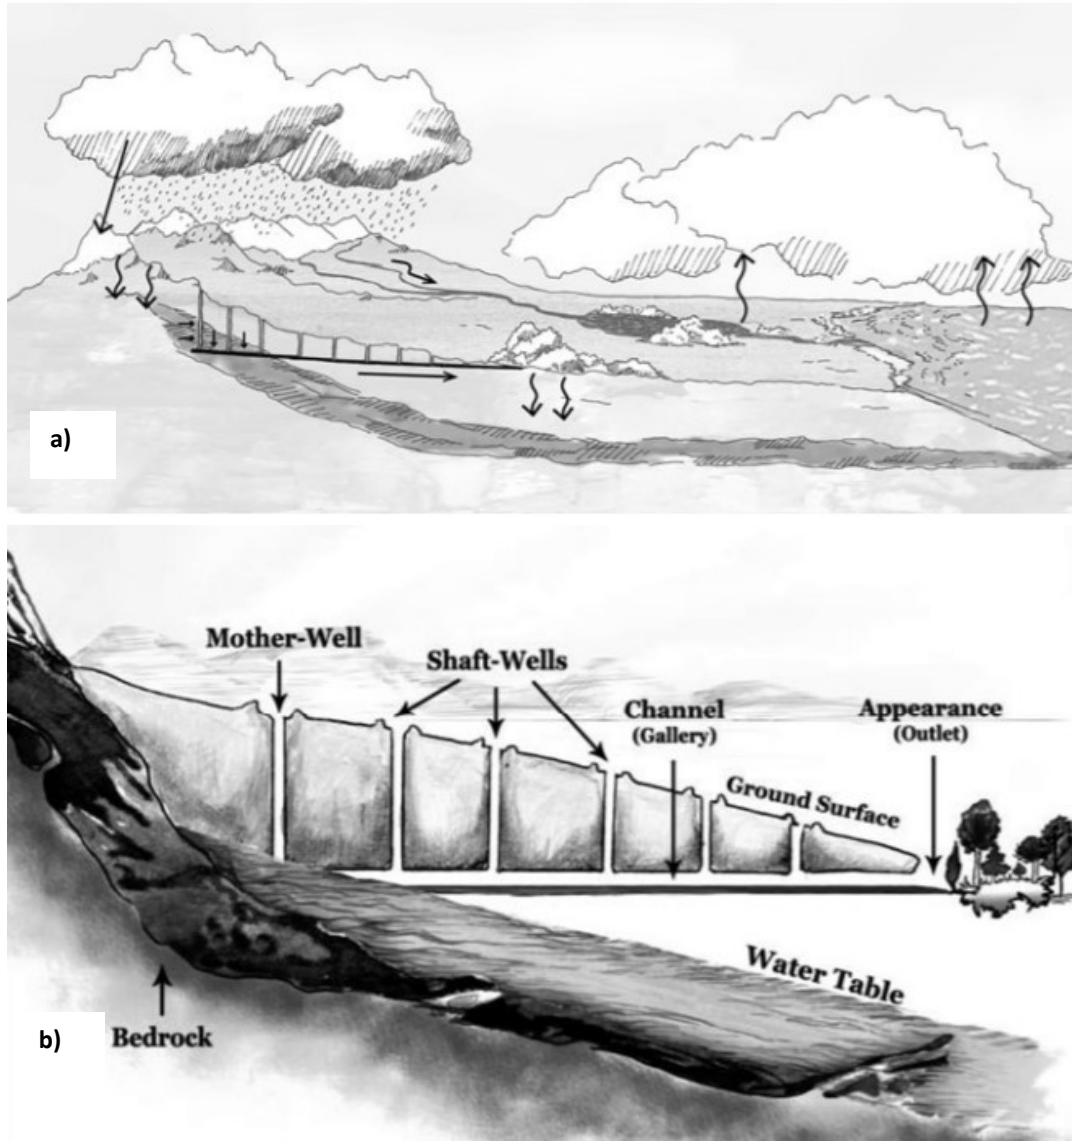 a)
Mother-Well
Shaft-Wells
Channel
(Gallery)
Appearance
(Outlet)
Ground Surface
Water Table
b)
Bedrock